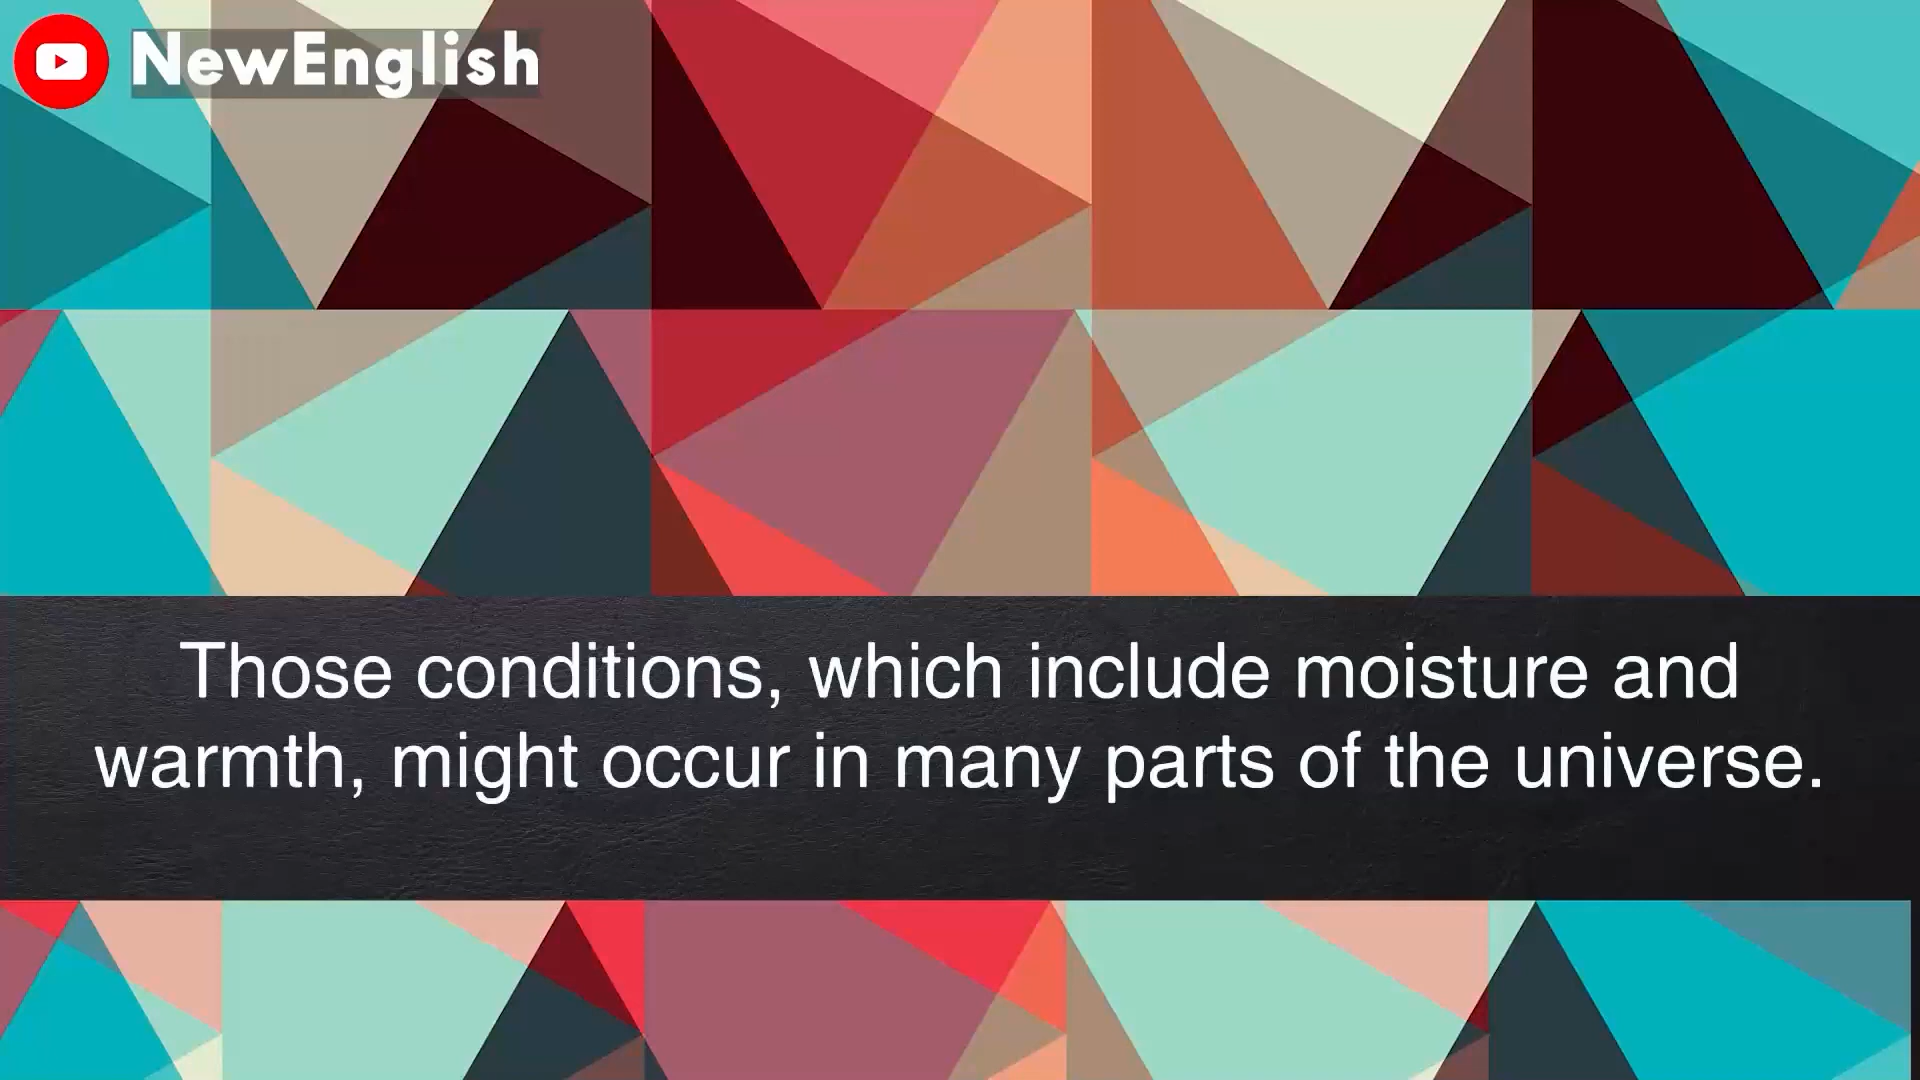 NewEnglish
Those conditions, which include moisture and
warmth, might occur in many parts of the universe.